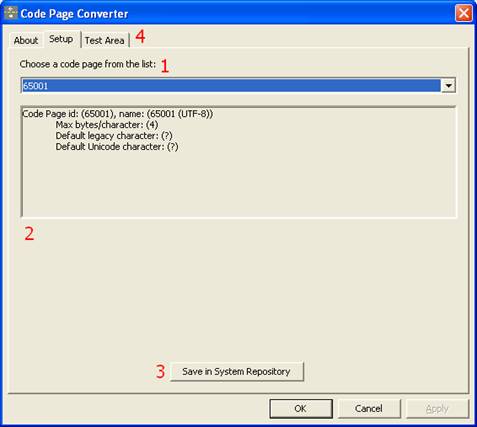 Code Page Converter
About Setup Test Area 4
Choose a code page from the list: 1
65001
Code Page id: (65001), name: (65001 (UTF-8))
Max bytes/character: (4)
Default legacy character: (?)
Default Unicode character: (?)
2
3 Save in System Repository
OK Cancel Apply